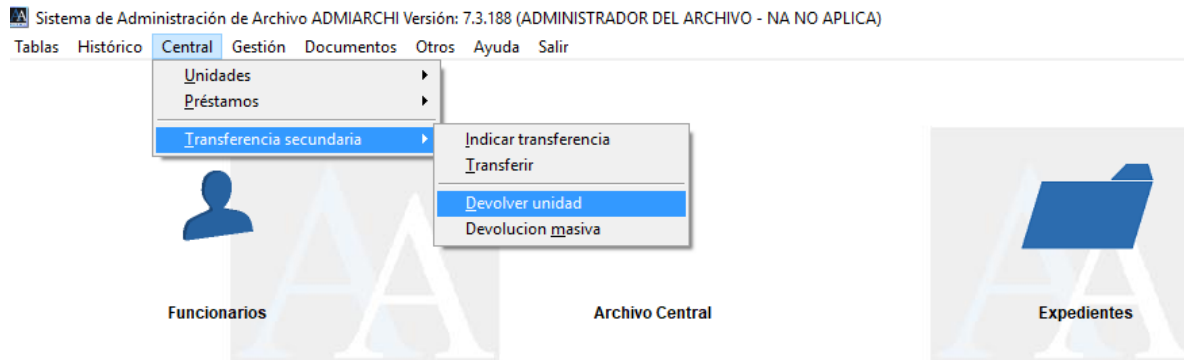 Sistema de Administración de Archivo ADMIARCHI Versión: 7.3.188 (ADMINISTRADOR DEL ARCHIVO - NA NO APLICA)
Tablas Histórico Central Gestión Documentos Otros Ayuda Salir
Unidades
Préstamos
Transferencia secundaria
Indicar transferencia
Transferir
Devolver unidad
Devolucion masiva
Funcionarios
Archivo Central
Expedientes